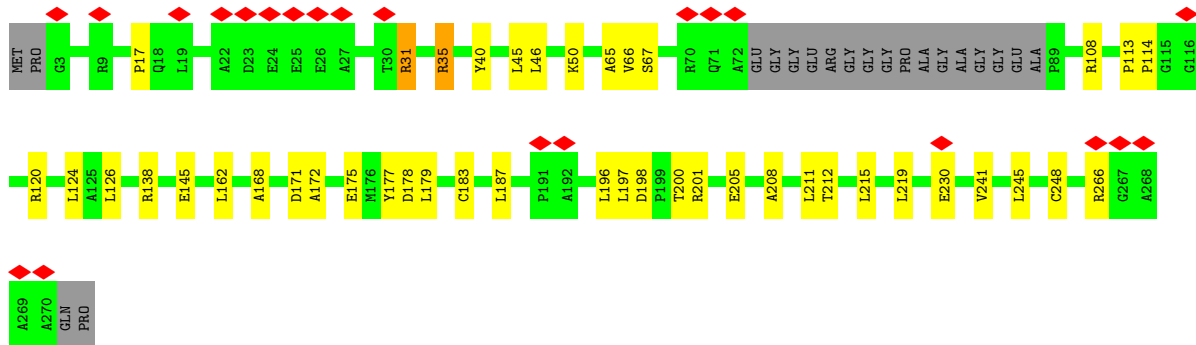 MET PRO G3 R9 P17 Q18 L19 A22 D23 E24 E25 E26 A27 T30 R31 R35 Y40 L45 L46 K50 A65 V66 S67 R70 Q71 A72 GLU GLY GLY GLU ARG GLY GLY GLY PRO ALA GLY ALA GLY GLY GLU ALA P89 R108 P113 P114 G115 G116
R120 L124 A125 L126 R138 E145 L162 A168 D171 A172 E175 M176 Y177 D178 L179 C183 L187 P191 A192 L196 L197 D198 P199 T200 R201 E205 A208 L211 T212 L215 L219 E230 V241 L245 C248 R266 G267 A268
A269 A270 GLN PRO